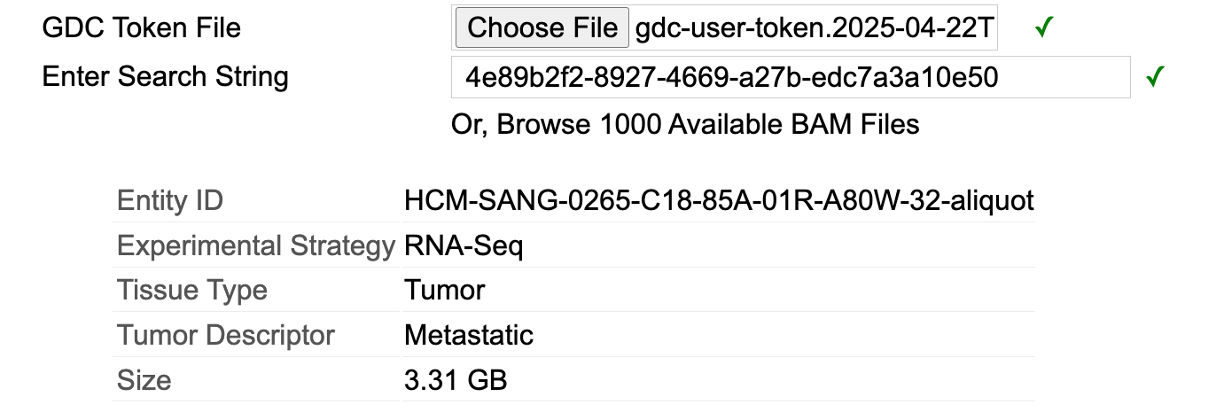 GDC Token File Choose File gdc-user-token.2025-04-22T ✓
Enter Search String 4e89b2f2-8927-4669-a27b-edc7a3a10e50 ✓
Or, Browse 1000 Available BAM Files
Entity ID HCM-SANG-0265-C18-85A-01R-A80W-32-aliquot
Experimental Strategy RNA-Seq
Tissue Type Tumor
Tumor Descriptor Metastatic
Size 3.31 GB